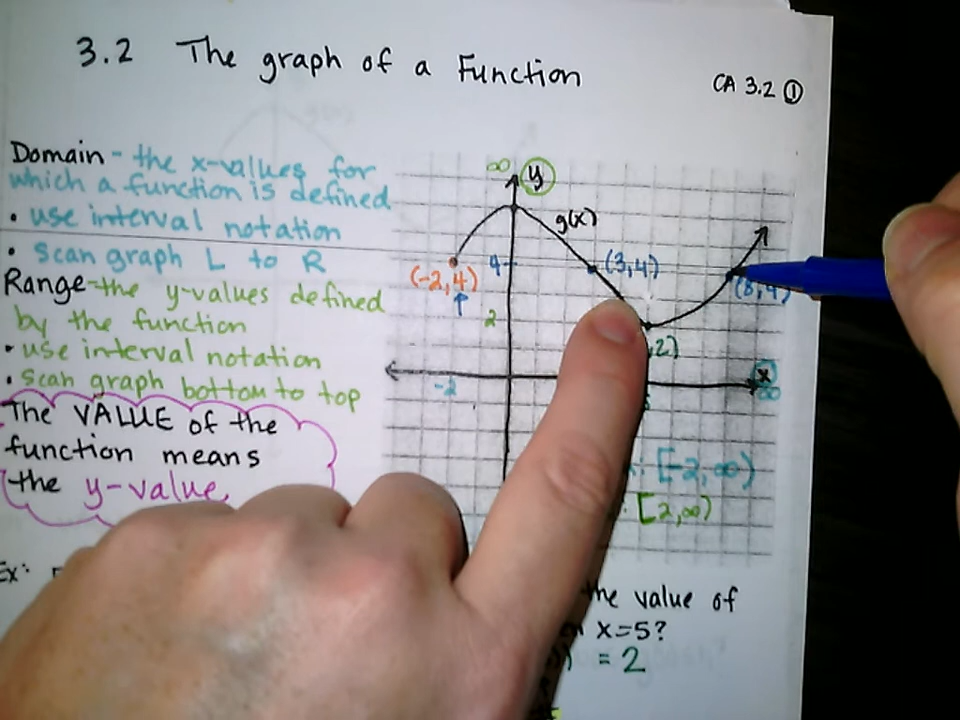 3.2 The graph of a Function
CA 3.2 ①
Domain - the x-values for
which a function is defined
• use interval notation
• scan graph L to R
Range - the y-values defined
by the function
• use interval notation
• scan graph bottom to top
The VALUE of the
function means
the y-value
∞ y
g(x)
(-2,4)
4
(3,4)
(8,4)
2
,2)
-2
x
∞
[-2,∞)
[2,∞)
Ex:
the value of
x=5?
= 2